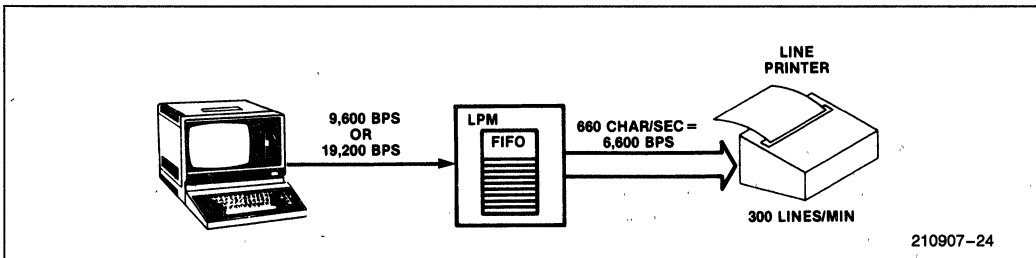 LINE
PRINTER
9,600 BPS
OR
19,200 BPS
LPM
FIFO
660 CHAR/SEC=
6,600 BPS
300 LINES/MIN
210907–24